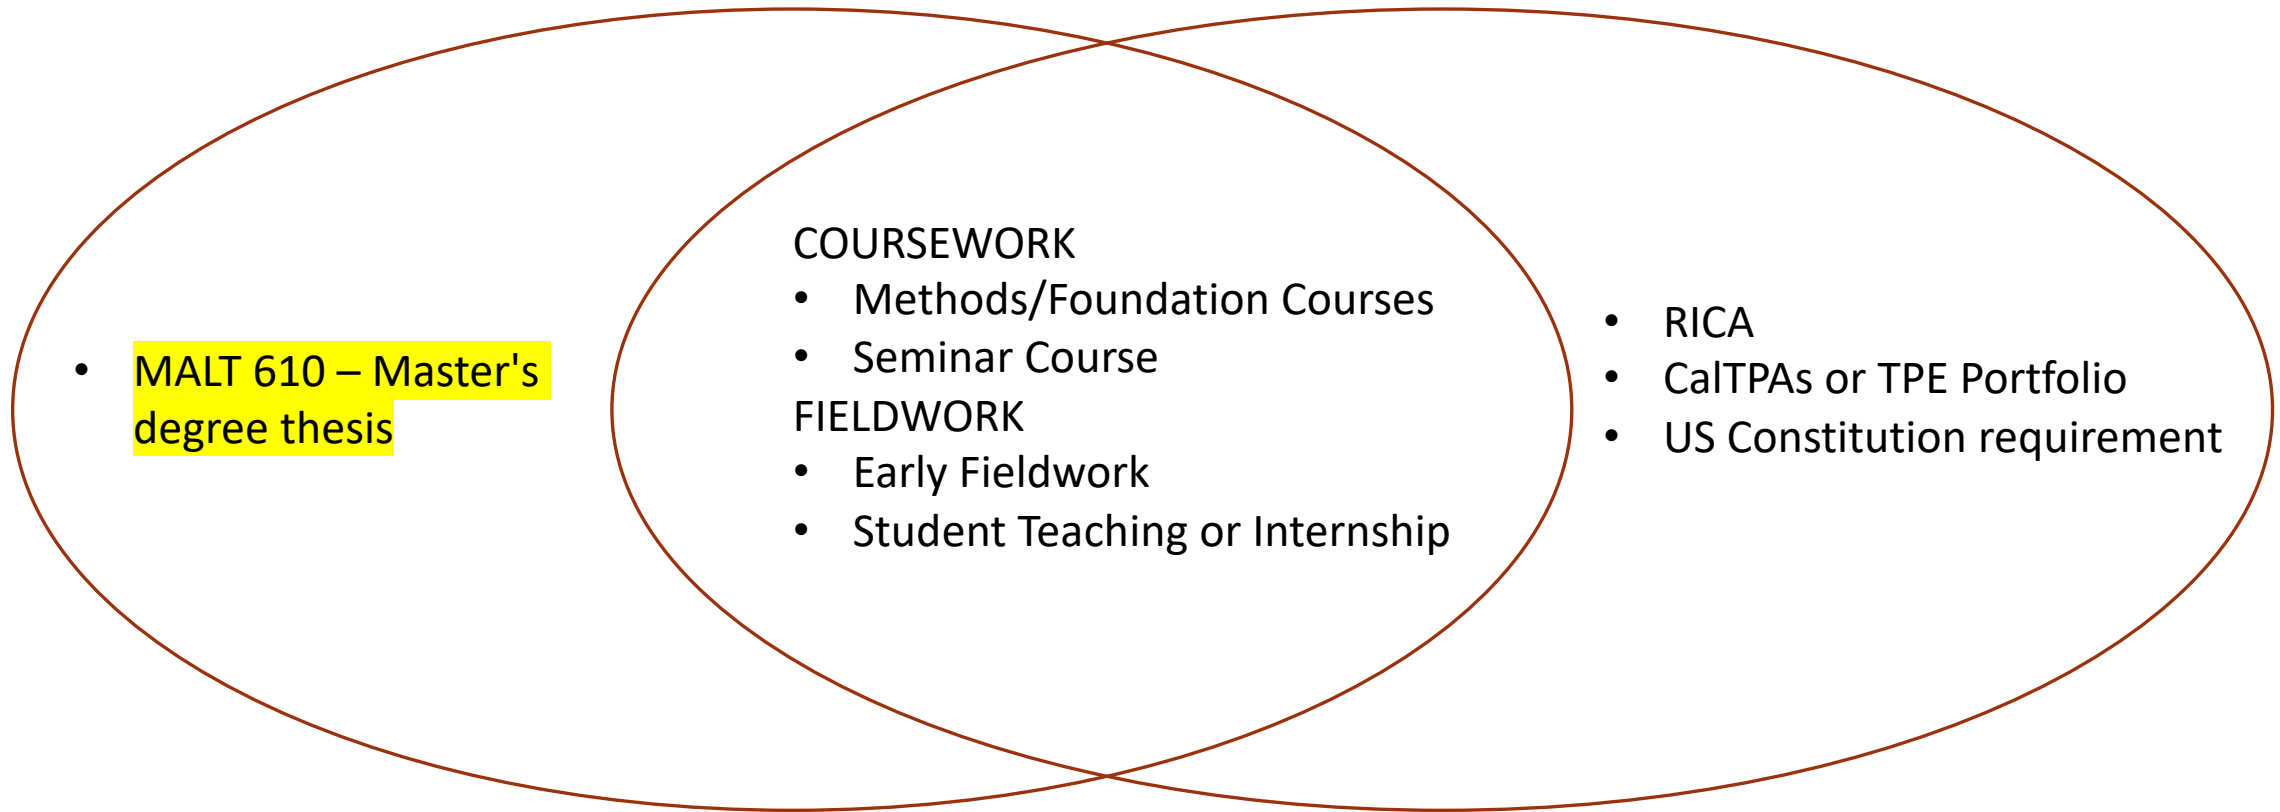 • MALT 610 – Master's
degree thesis
COURSEWORK
• Methods/Foundation Courses
• Seminar Course
FIELDWORK
• Early Fieldwork
• Student Teaching or Internship
• RICA
• CalTPAs or TPE Portfolio
• US Constitution requirement